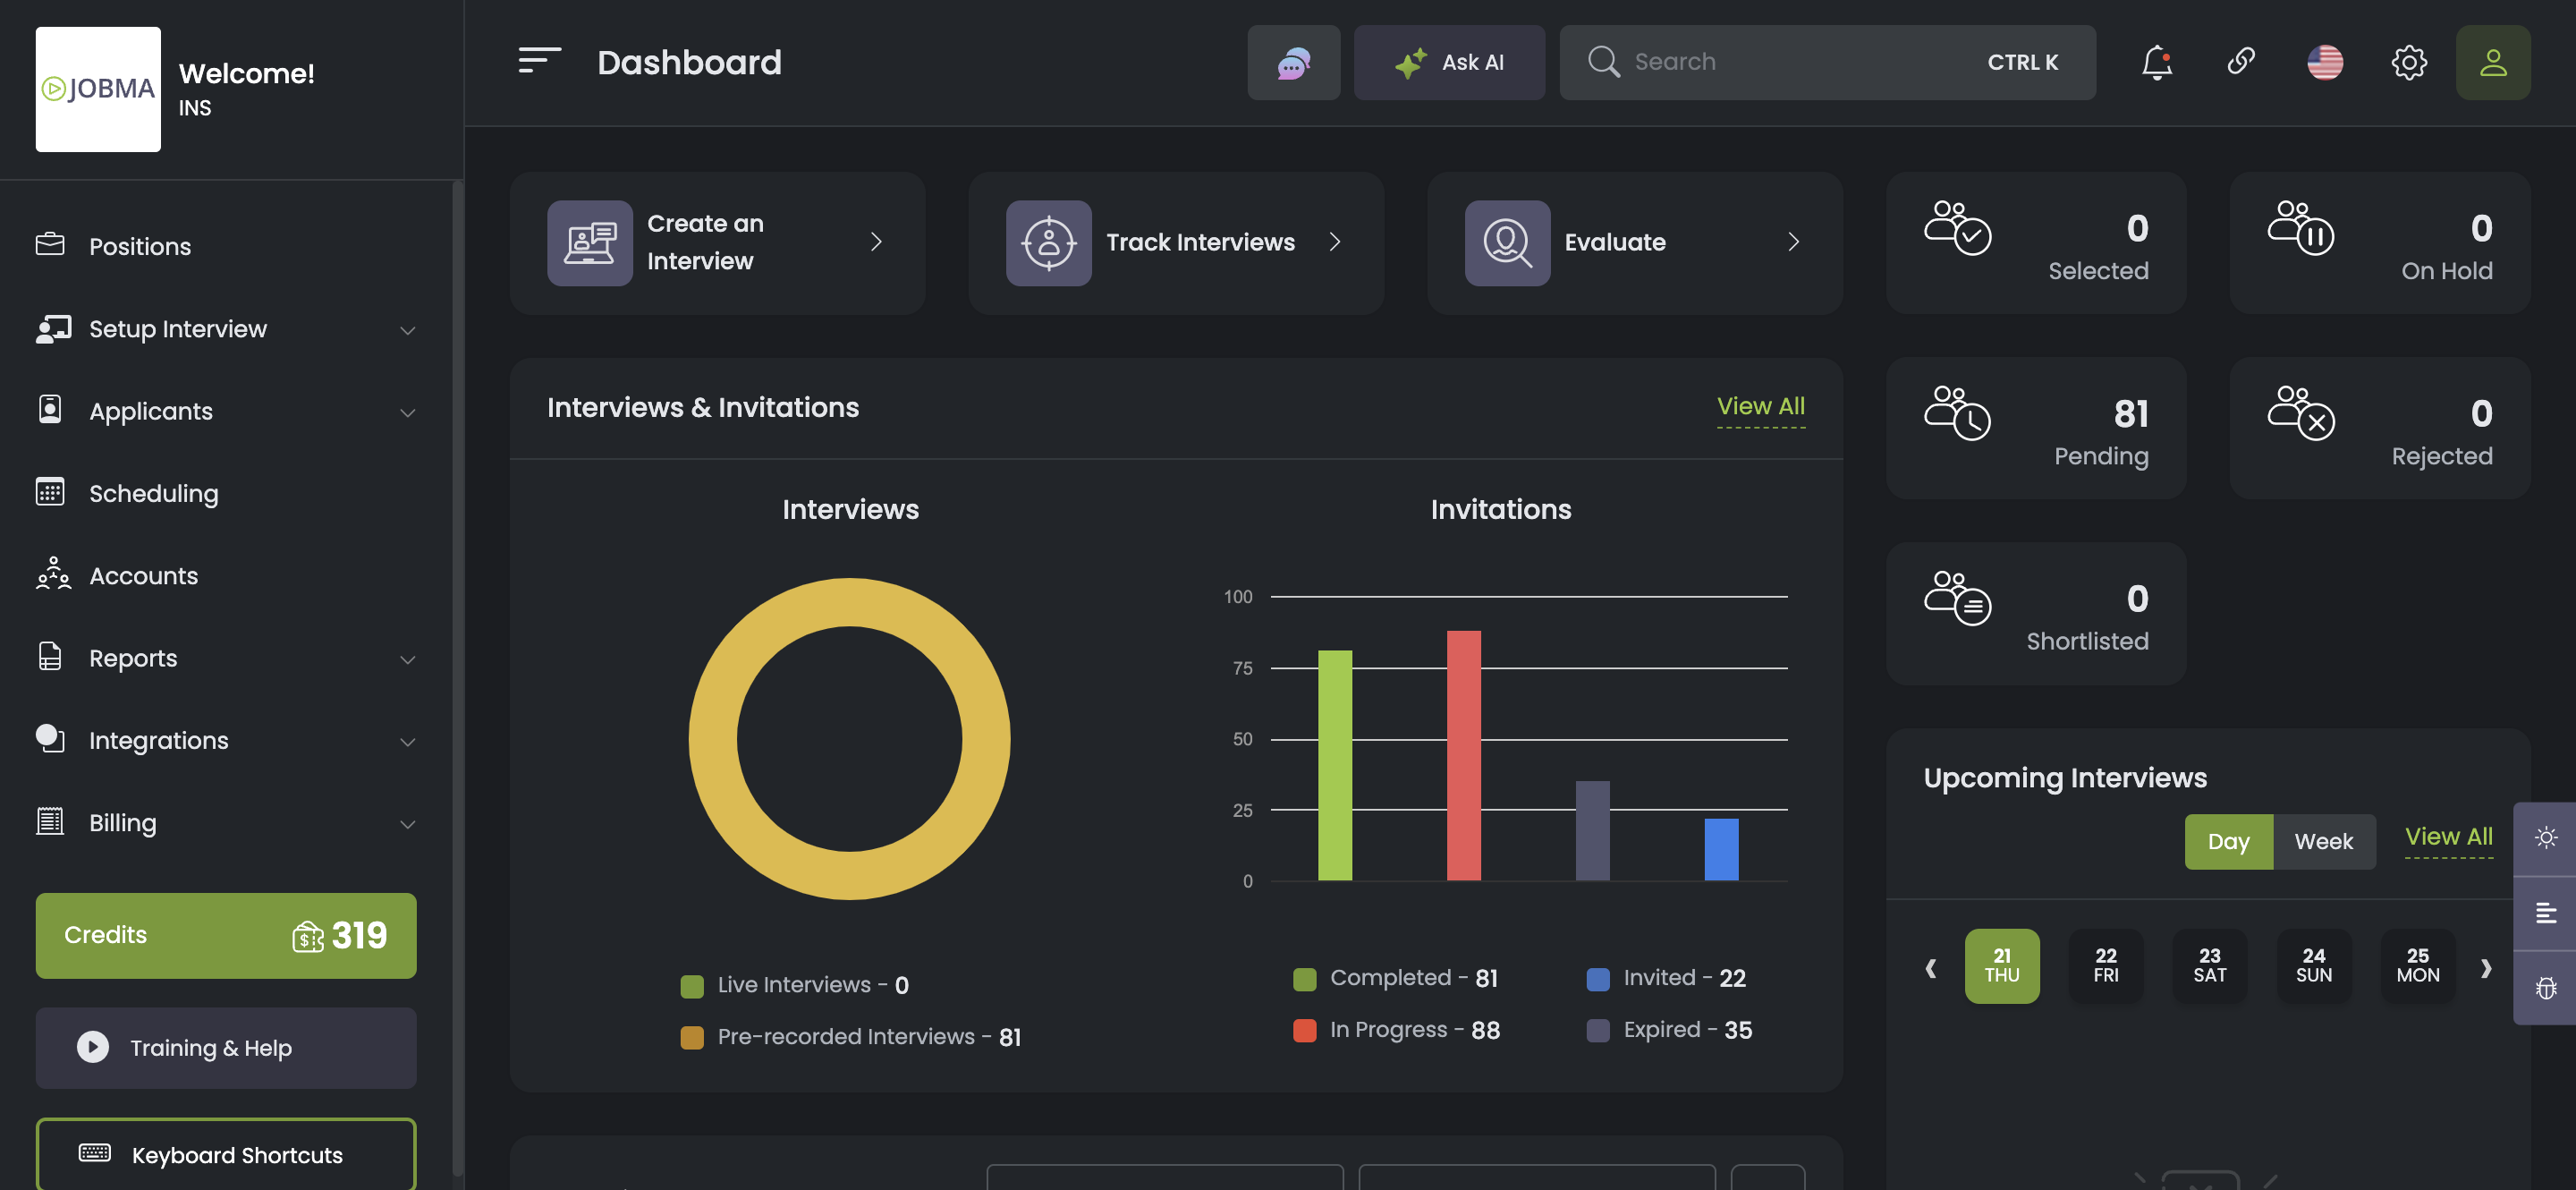 JOBMA
Welcome!
INS
Positions
Setup Interview
Applicants
Scheduling
Accounts
Reports
Integrations
Billing
Credits 319
Training & Help
Keyboard Shortcuts
Dashboard
Ask AI
Search CTRL K
Create an
Interview
Track Interviews
Evaluate
0
Selected
0
On Hold
81
Pending
0
Rejected
0
Shortlisted
Interviews & Invitations View All
Interviews
Live Interviews - 0
Pre-recorded Interviews - 81
Invitations
100
75
50
25
0
Completed - 81 Invited - 22
In Progress - 88 Expired - 35
Upcoming Interviews
Day Week View All
21 22 23 24 25
THU FRI SAT SUN MON